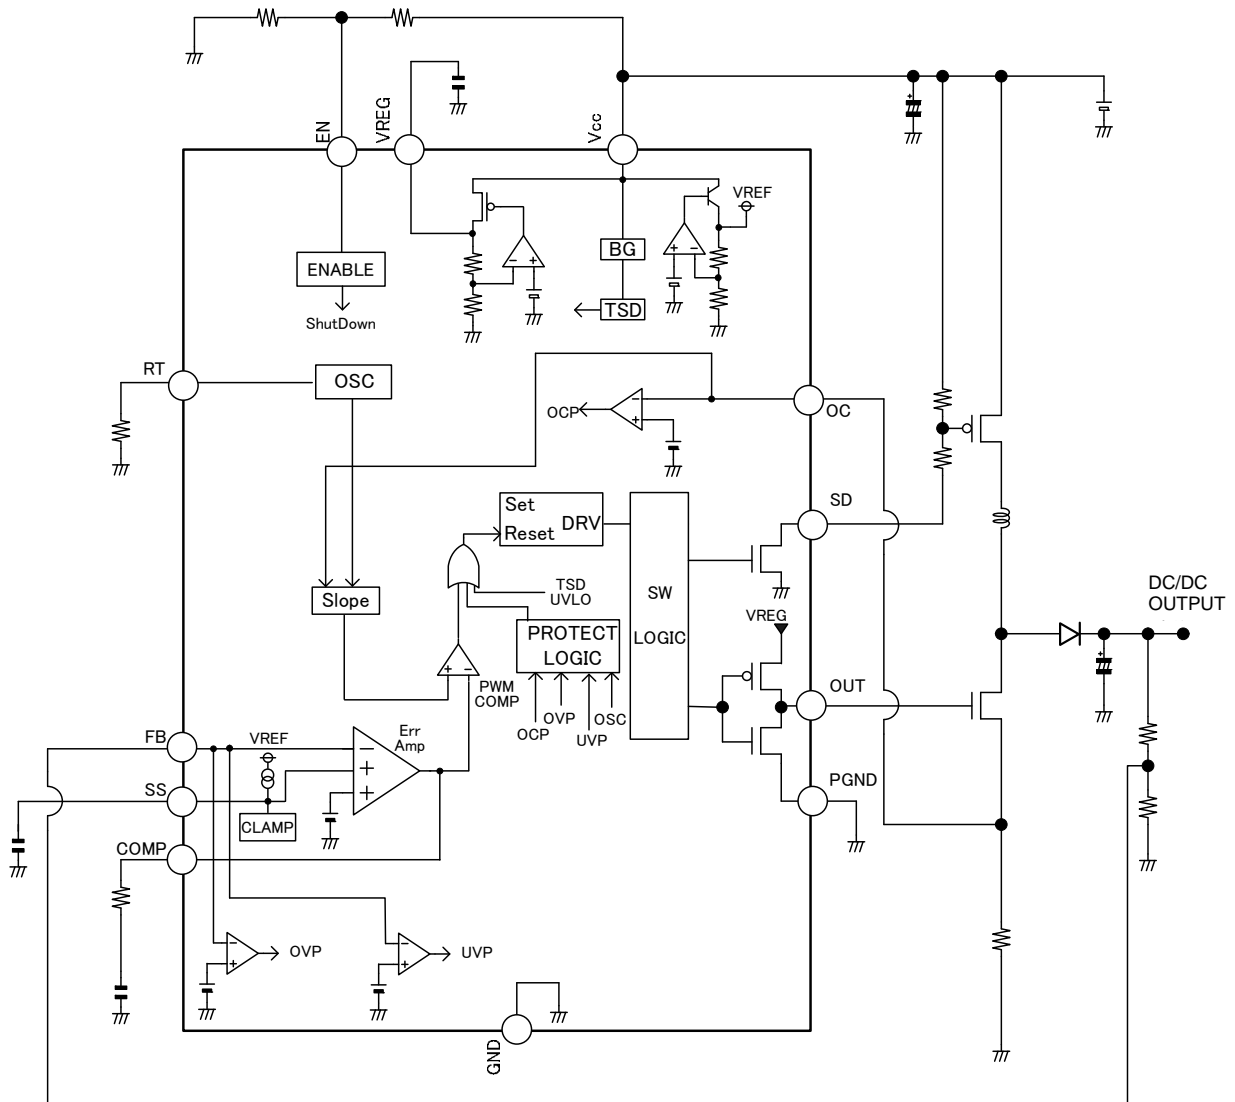 EN
VREG
Vcc
VREF
BG
ENABLE
TSD
ShutDown
RT
OSC
OCP
OC
Set
Reset
DRV
SD
TSD
UVLO
Slope
SW
LOGIC
VREG
PROTECT
LOGIC
DC/DC
OUTPUT
PWM
COMP
OCP
OVP
UVP
OSC
OUT
FB
VREF
Err
Amp
SS
CLAMP
PGND
COMP
OVP
UVP
GND